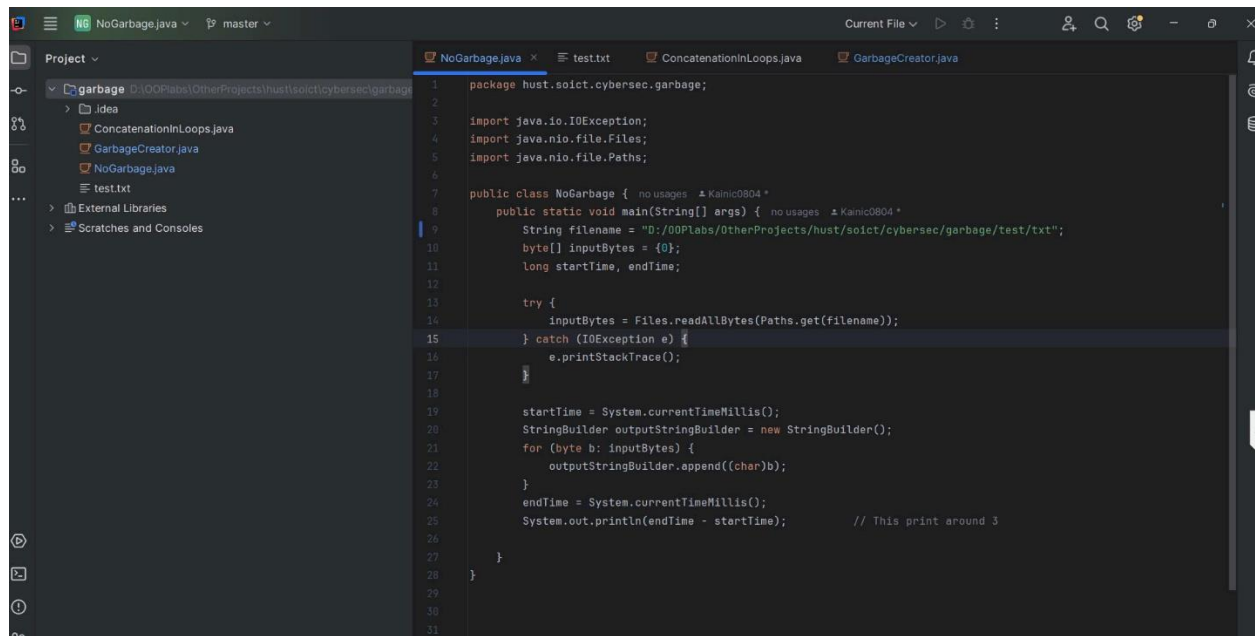 NG NoGarbage.java master Current File
Project
NoGarbage.java × test.txt ConcatenationInLoops.java GarbageCreator.java
garbage D:\OOPlabs\OtherProjects\hust\soict\cybersec\garbage
.idea
ConcatenationInLoops.java
GarbageCreator.java
NoGarbage.java
test.txt
External Libraries
Scratches and Consoles
1 package hust.soict.cybersec.garbage;
2
3 import java.io.IOException;
4 import java.nio.file.Files;
5 import java.nio.file.Paths;
6
7 public class NoGarbage { no usages Kainic0804 *
8 public static void main(String[] args) { no usages Kainic0804 *
9 String filename = "D:/OOPlabs/OtherProjects/hust/soict/cybersec/garbage/test/txt";
10 byte[] inputBytes = {0};
11 long startTime, endTime;
12
13 try {
14 inputBytes = Files.readAllBytes(Paths.get(filename));
15 } catch (IOException e) {
16 e.printStackTrace();
17 }
18
19 startTime = System.currentTimeMillis();
20 StringBuilder outputStringBuilder = new StringBuilder();
21 for (byte b: inputBytes) {
22 outputStringBuilder.append((char)b);
23 }
24 endTime = System.currentTimeMillis();
25 System.out.println(endTime - startTime); // This print around 3
26
27 }
28 }
29
30
31